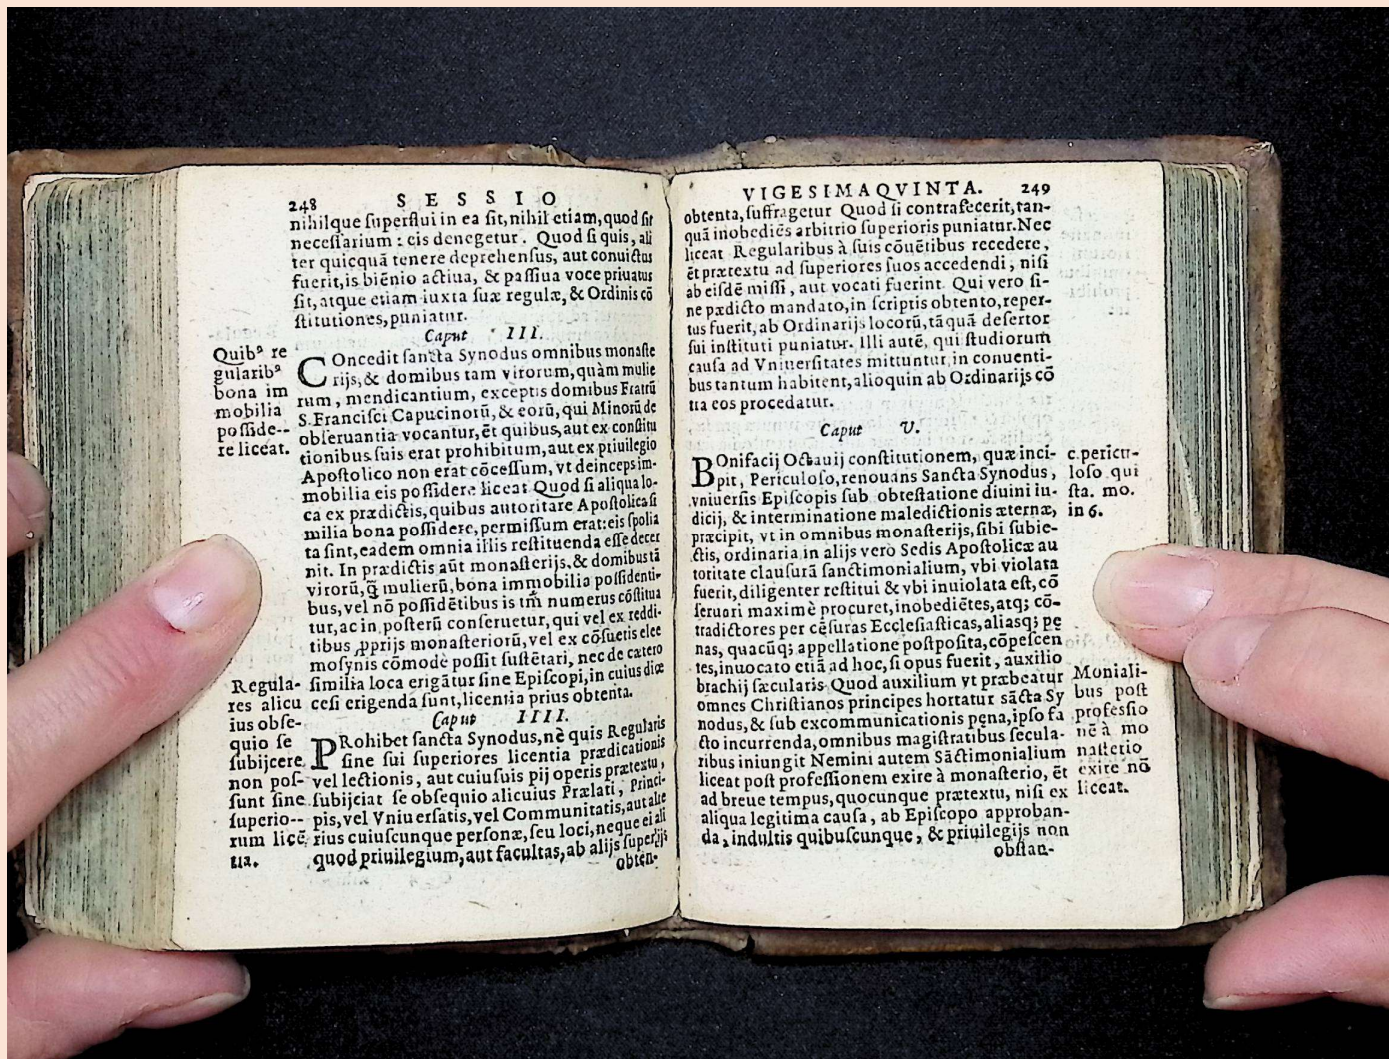 248 SESSIO
nihilque superflui in ea sit, nihil etiam, quod sit
necessarium: eis denegetur. Quod si quis, ali
ter quicquā tenere deprehensus, aut conuictus
fuerit, is biēnio actiua, & passiua voce priuatus
sit, atque etiam iuxta suæ regulæ, & Ordinis cō
stitutiones, puniatur.
Caput III.
Quibꝰ re
gularibꝰ
bona im
mobilia
posside--
re liceat.
COncedit sancta Synodus omnibus monaste
rijs, & domibus tam virorum, quàm mulie
rum, mendicantium, exceptis domibus Fratrū
S. Francisci Capucinorū, & eorū, qui Minorū de
obseruantia vocantur, ēt quibus, aut ex constitu
tionibus suis erat prohibitum, aut ex priuilegio
Apostolico non erat cōcessum, vt deinceps im-
mobilia eis possidere liceat Quod si aliqua lo-
ca ex prædictis, quibus autoritate Apostolica si
milia bona possidere, permissum erat: eis spolia
ta sint, eadem omnia illis restituenda esse decer
nit. In prædictis aūt monasterijs, & domibus tā
virorū, q̃ mulierū, bona immobilia possidenti-
bus, vel nō possidētibus is tm̄ numerus cōstitua
tur, ac in posterū conseruetur, qui vel ex reddi-
tibus ꝓprijs monasteriorū, vel ex cōsuetis elee
mosynis cōmodè possit sustētari, nec de cætero
similia loca erigātur sine Episcopi, in cuius diœ
cesi erigenda sunt, licentia prius obtenta.
Caput IIII.
Regula-
res alicu
ius obse-
quio se
subijcere
non pos-
sunt sine
superio--
rum licē
tia.
PRohibet sancta Synodus, nè quis Regularis
sine sui superiores licentia prædicationis
vel lectionis, aut cuiusuis pij operis prætextu,
subijciat se obsequio alicuius Prælati, Princi-
pis, vel Vniuersatis, vel Communitatis, aut alte
rius cuiuscunque personæ, seu loci, neque ei ali
quod priuilegium, aut facultas, ab alijs superijs
obten-
VIGESIMAQVINTA. 249
obtenta, suffragetur Quod si contrafecerit, tan-
quā inobediēs arbitrio superioris puniatur. Nec
liceat Regularibus à suis cōuētibus recedere,
ēt prætextu ad superiores suos accedendi, nisi
ab eisdē missi, aut vocati fuerint. Qui vero si-
ne pædicto mandato, in scriptis obtento, reper-
tus fuerit, ab Ordinarijs locorū, tāquā desertor
sui instituti puniatur. Illi autē, qui studiorum
causa ad Vniuersitates mittuntur, in conuenti-
bus tantum habitent, alioquin ab Ordinarijs cō
tra eos procedatur.
Caput V.
BOnifacij Octauij constitutionem, quæ inci-
pit, Periculoso, renouans Sancta Synodus,
vniuersis Episcopis sub obtestatione diuini iu-
dicij, & interminatione maledictionis æternæ,
præcipit, vt in omnibus monasterijs, sibi subie-
ctis, ordinaria in alijs verò Sedis Apostolicæ au
toritate clausurā sanctimonialium, vbi violata
fuerit, diligenter restitui & vbi inuiolata est, cō
seruari maximè procuret, inobediētes, atq; cō-
tradictores per cēsuras Ecclesiasticas, aliasq; pę
nas, quacūq; appellatione postposita, cōpescen
tes, inuocato etiā ad hoc, si opus fuerit, auxilio
brachij sæcularis Quod auxilium vt præbeatur
omnes Christianos principes hortatur sācta Sy
nodus, & sub excommunicationis pęna, ipso fa
cto incurrenda, omnibus magistratibus secula-
ribus iniungit Nemini autem Sāctimonialium
liceat post professionem exire à monasterio, ēt
ad breue tempus, quocunque prætextu, nisi ex
aliqua legitima causa, ab Episcopo approban-
da, indultis quibuscunque, & priuilegijs non
obstan-
c. pericu-
loso qui
sta. mo.
in 6.
Moniali-
bus post
professio
nē à mo
nasterio
exire nō
liceat.